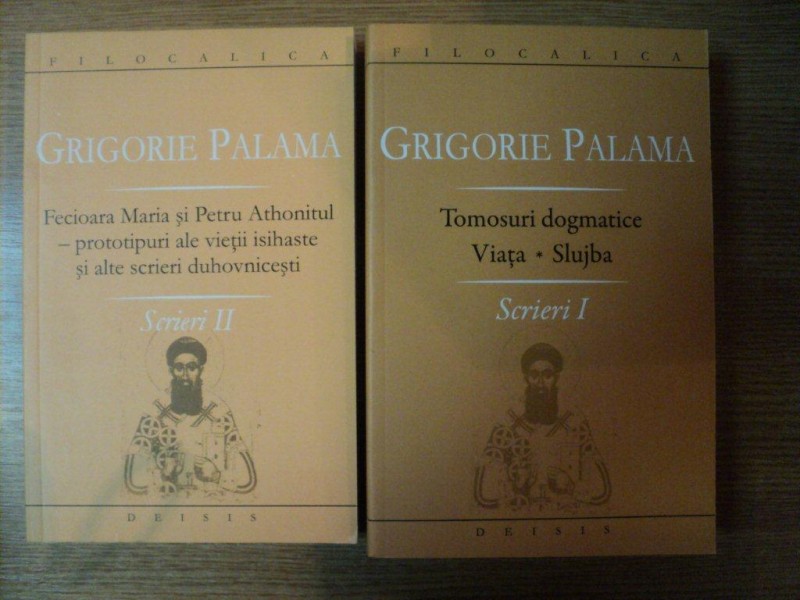 FILOCALICA
GRIGORIE PALAMA
Fecioara Maria și Petru Athonitul
– prototipuri ale vieții isihaste
și alte scrieri duhovnicești
Scrieri II
DEISIS
FILOCALICA
GRIGORIE PALAMA
Tomosuri dogmatice
Viața * Slujba
Scrieri I
DEISIS